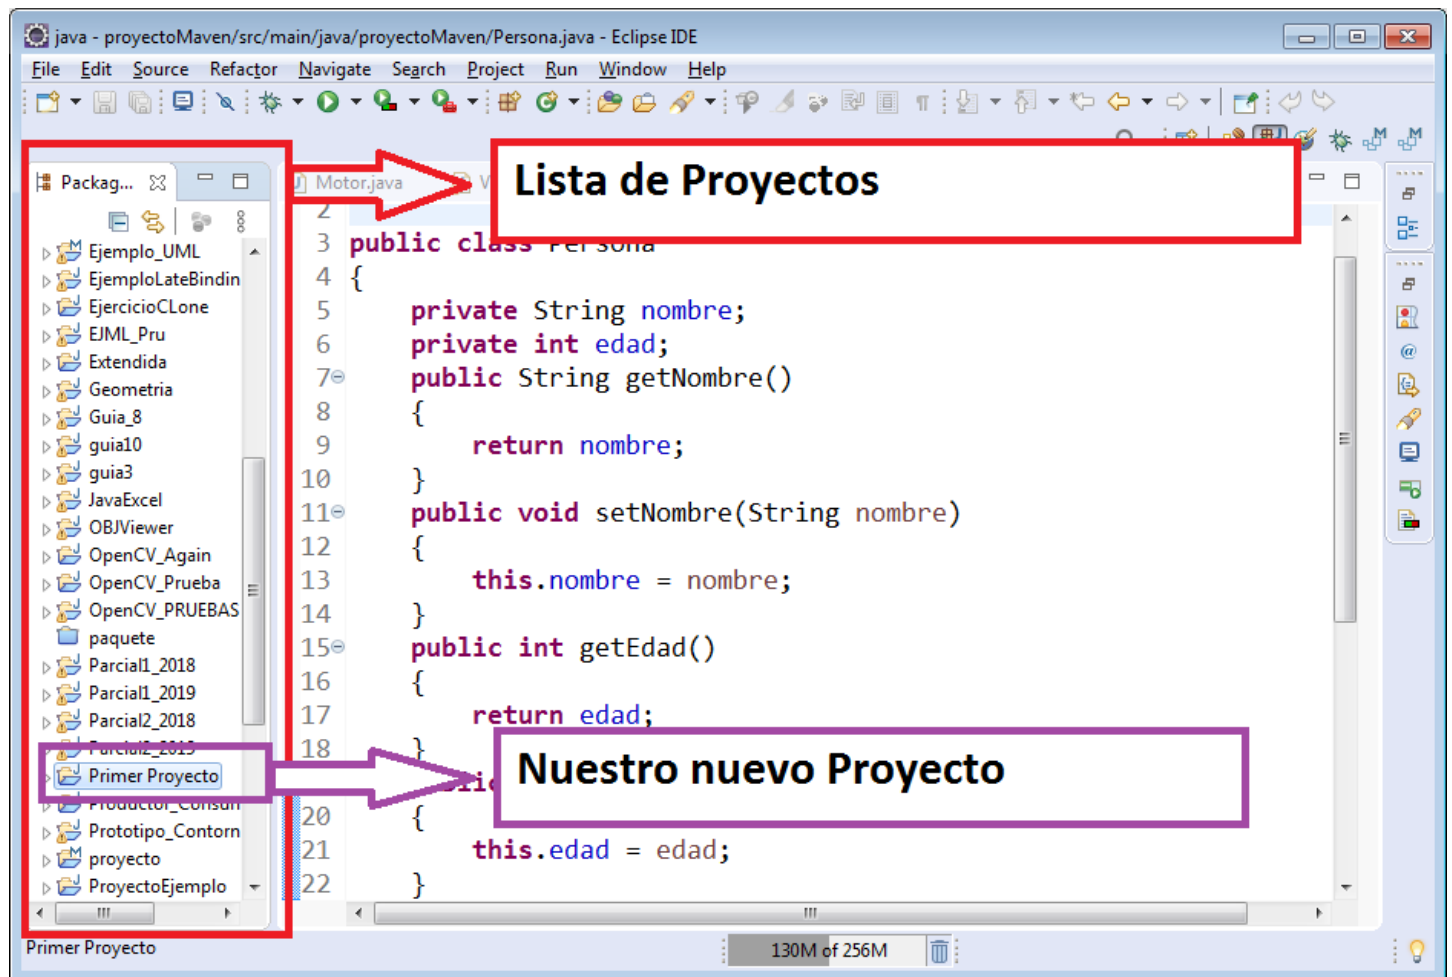 java - proyectoMaven/src/main/java/proyectoMaven/Persona.java - Eclipse IDE
File Edit Source Refactor Navigate Search Project Run Window Help
Packag...
Motor.java
Lista de Proyectos
Ejemplo_UML
EjemploLateBindin
EjercicioCLone
EJML_Pru
Extendida
Geometria
Guia_8
guia10
guia3
JavaExcel
OBJViewer
OpenCV_Again
OpenCV_Prueba
OpenCV_PRUEBAS
paquete
Parcial1_2018
Parcial1_2019
Parcial2_2018
Parcial2_2019
Primer Proyecto
Productor_Consun
Prototipo_Contorn
proyecto
ProyectoEjemplo
2
3 public class Persona
4 {
5 private String nombre;
6 private int edad;
7 public String getNombre()
8 {
9 return nombre;
10 }
11 public void setNombre(String nombre)
12 {
13 this.nombre = nombre;
14 }
15 public int getEdad()
16 {
17 return edad;
18 }
Nuestro nuevo Proyecto
20 {
21 this.edad = edad;
22 }
Primer Proyecto
130M of 256M